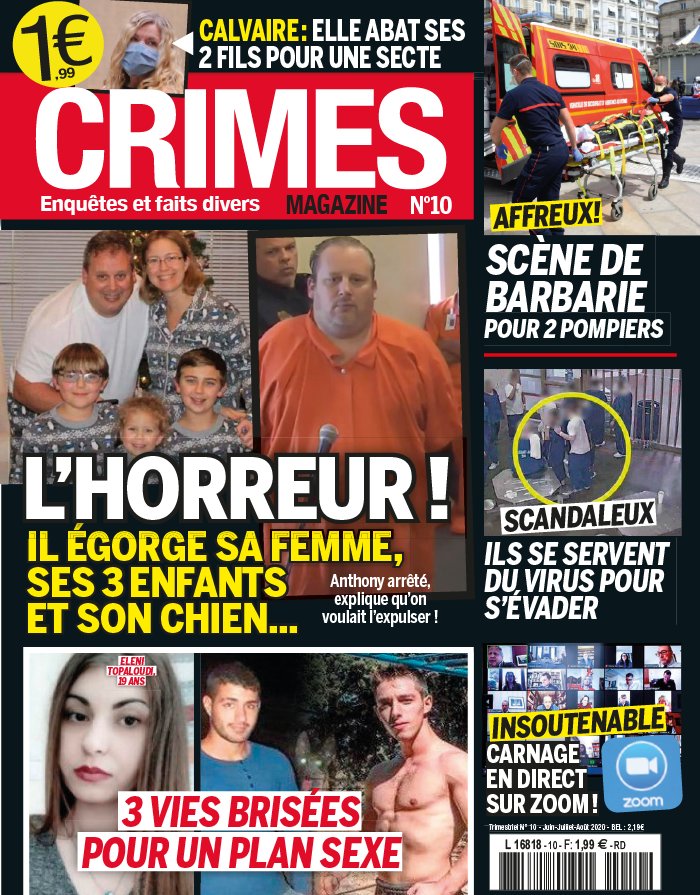 1€
,99
CALVAIRE : ELLE ABAT SES
2 FILS POUR UNE SECTE
CRIMES
Enquêtes et faits divers
MAGAZINE
N°10
AFFREUX!
SCÈNE DE
BARBARIE
POUR 2 POMPIERS
L'HORREUR !
IL ÉGORGE SA FEMME,
SES 3 ENFANTS
ET SON CHIEN...
Anthony arrêté,
explique qu'on
voulait l'expulser !
SCANDALEUX
ILS SE SERVENT
DU VIRUS POUR
S'ÉVADER
ELENI
TOPALOUDI,
19 ANS
3 VIES BRISÉES
POUR UN PLAN SEXE
INSOUTENABLE
CARNAGE
EN DIRECT
SUR ZOOM !
zoom
Trimestriel N° 10 - Juin-Juillet-Août 2020 - BEL : 2,19€
L 16818 - 10 - F: 1,99 € - RD